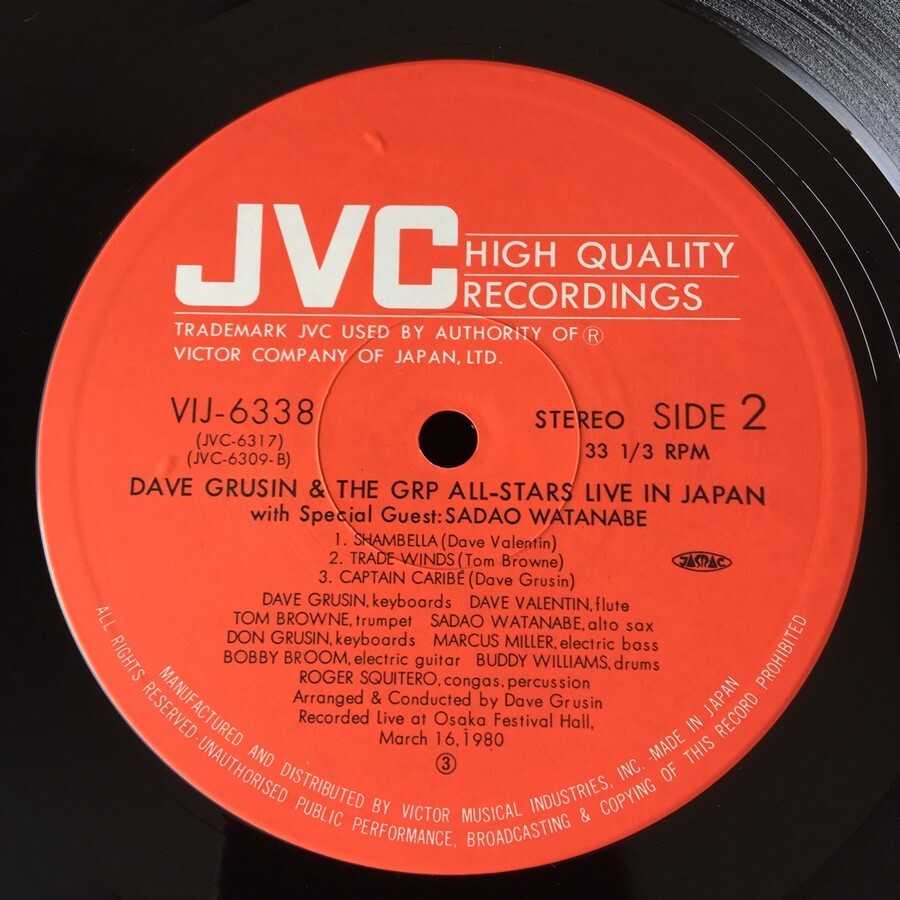 JVC
HIGH QUALITY
RECORDINGS
TRADEMARK JVC USED BY AUTHORITY OF ®
VICTOR COMPANY OF JAPAN, LTD.
VIJ-6338
STEREO SIDE 2
(JVC-6317)
33 1/3 RPM
(JVC-6309-B)
DAVE GRUSIN & THE GRP ALL-STARS LIVE IN JAPAN
with Special Guest: SADAO WATANABE
1. SHAMBELLA (Dave Valentin)
2. TRADE WINDS (Tom Browne)
3. CAPTAIN CARIBÉ (Dave Grusin)
JASRAC
DAVE GRUSIN, keyboards DAVE VALENTIN, flute
TOM BROWNE, trumpet SADAO WATANABE, alto sax
DON GRUSIN, keyboards MARCUS MILLER, electric bass
BOBBY BROOM, electric guitar BUDDY WILLIAMS, drums
ROGER SQUITERO, congas, percussion
Arranged & Conducted by Dave Grusin
Recorded Live at Osaka Festival Hall,
March 16, 1980
③
MANUFACTURED AND DISTRIBUTED BY VICTOR MUSICAL INDUSTRIES, INC. MADE IN JAPAN
ALL RIGHTS RESERVED. UNAUTHORISED PUBLIC PERFORMANCE, BROADCASTING & COPYING OF THIS RECORD PROHIBITED